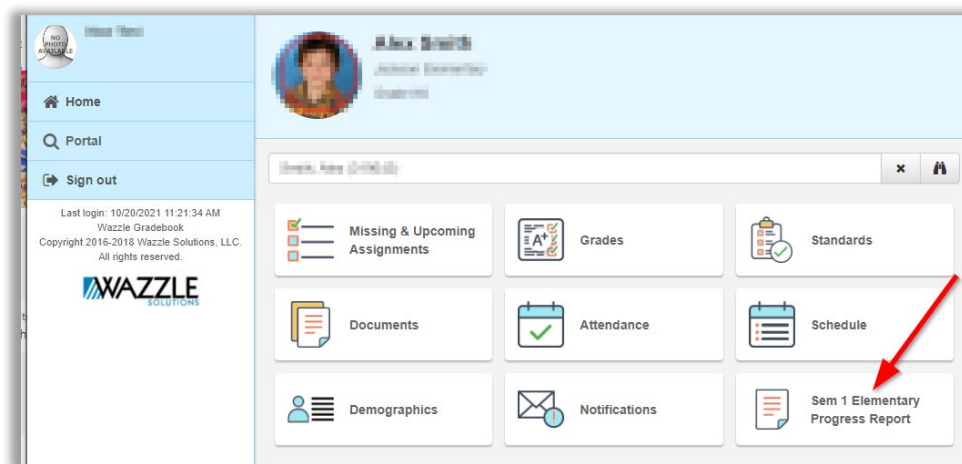 NO
PHOTO
AVAILABLE
Home
Portal
Sign out
Last login: 10/20/2021 11:21:34 AM
Wazzle Gradebook
Copyright 2016-2018 Wazzle Solutions, LLC.
All rights reserved.
WAZZLE
SOLUTIONS
Alex Smith
Missing & Upcoming
Assignments
A+
Grades
Standards
Documents
Attendance
Schedule
Demographics
Notifications
Sem 1 Elementary
Progress Report